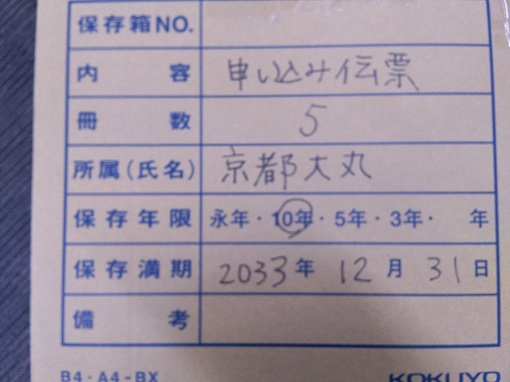 保存箱NO.
内容 申し込み伝票
冊数 5
所属(氏名) 京都大丸
保存年限 永年・10年・5年・3年・ 年
保存満期 2033年 12月 31日
備考
B4・A4-BX KOKUYO